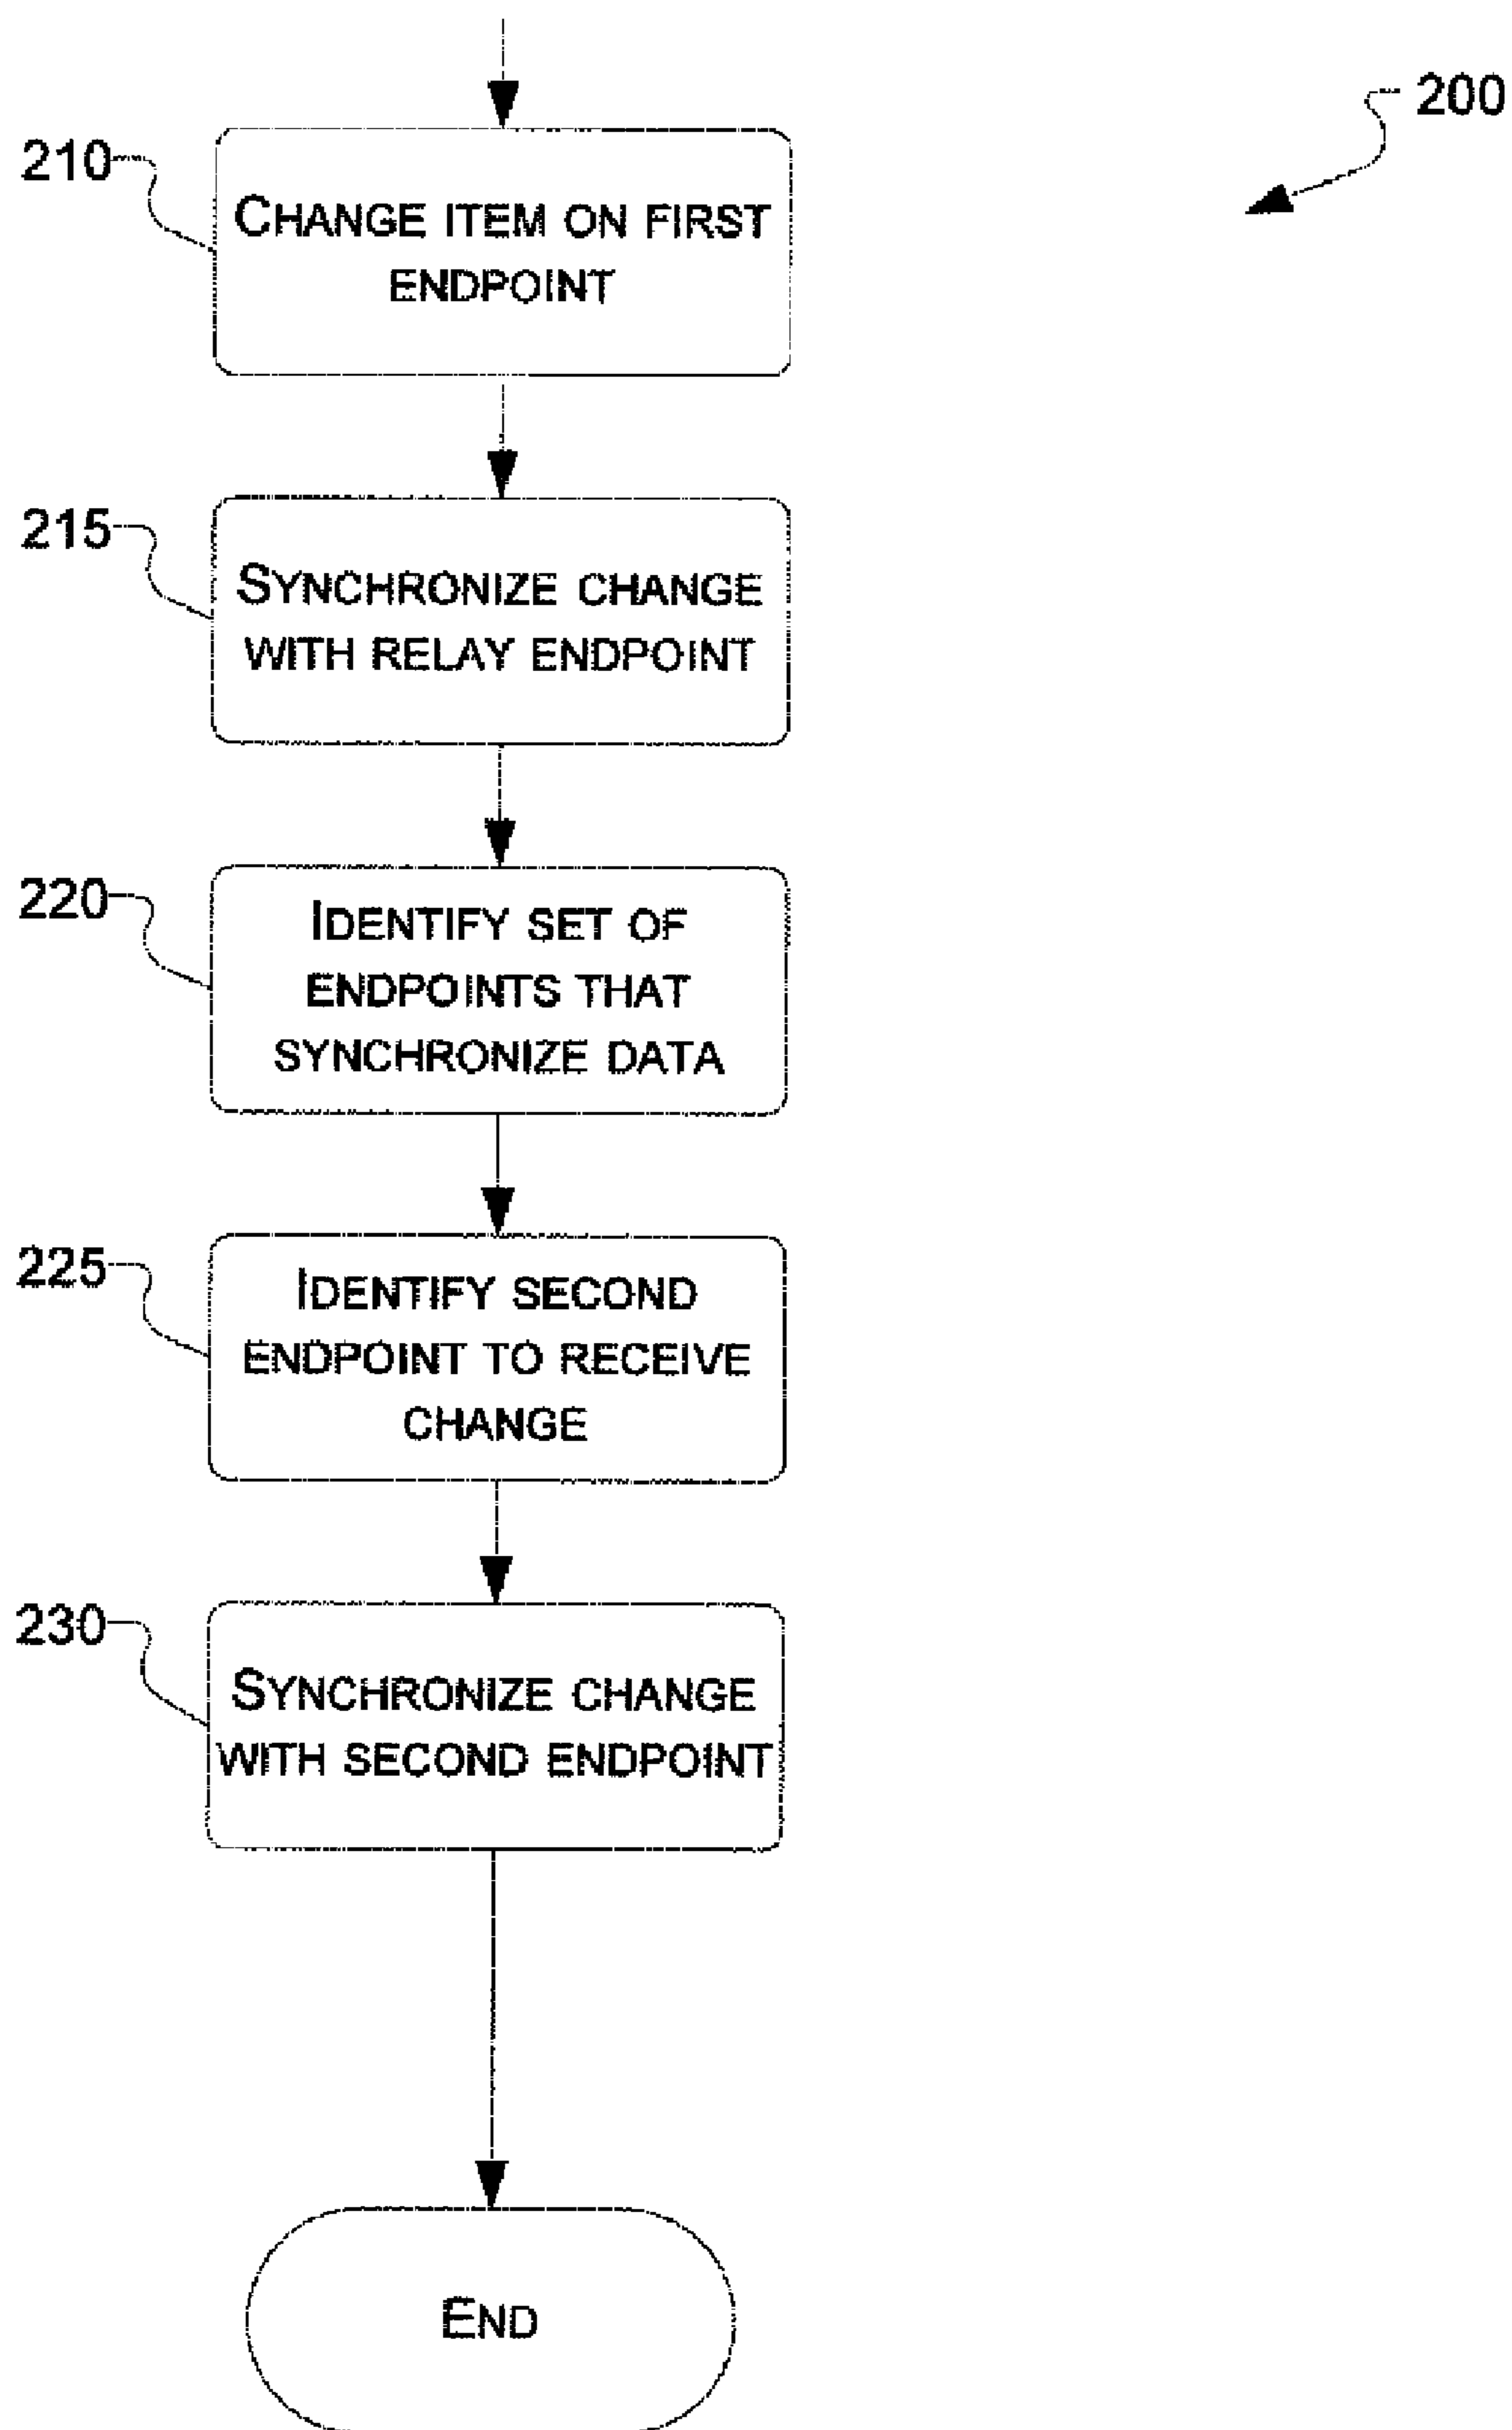 200
210
CHANGE ITEM ON FIRST
ENDPOINT
215
SYNCHRONIZE CHANGE
WITH RELAY ENDPOINT
220
IDENTIFY SET OF
ENDPOINTS THAT
SYNCHRONIZE DATA
225
IDENTIFY SECOND
ENDPOINT TO RECEIVE
CHANGE
230
SYNCHRONIZE CHANGE
WITH SECOND ENDPOINT
END